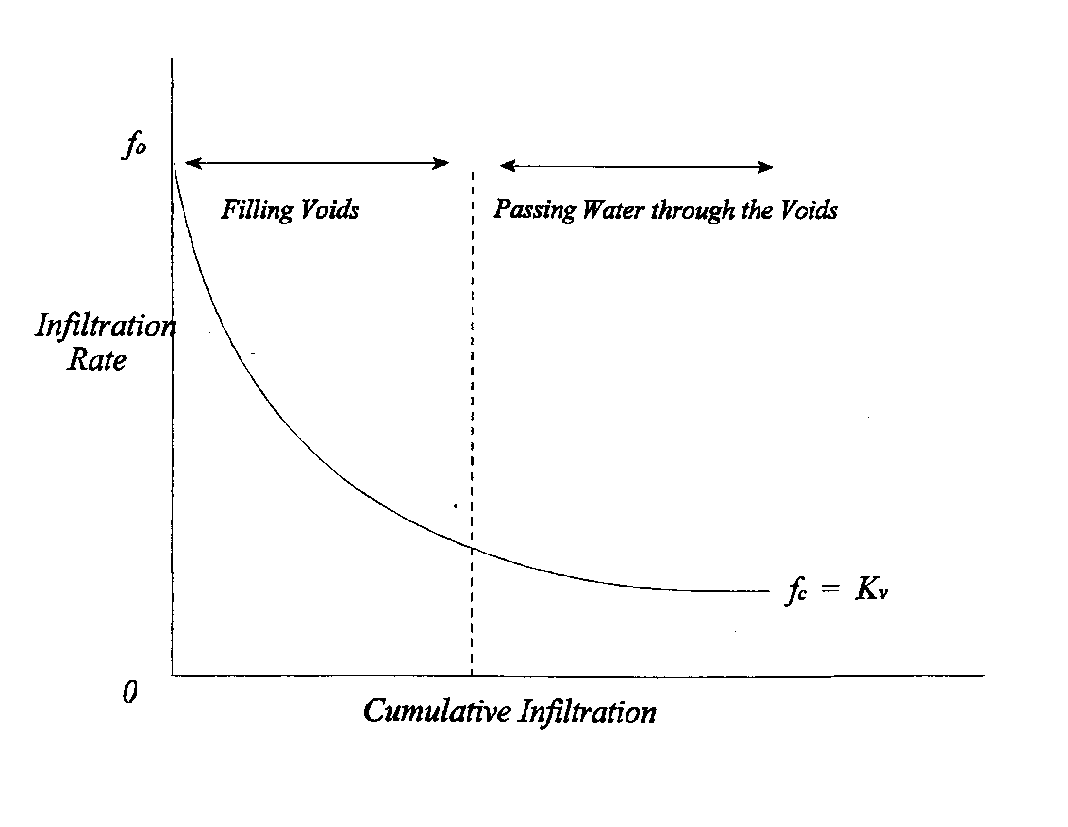 fo
Filling Voids
Passing Water through the Voids
Infiltration
Rate
fc = Kv
0
Cumulative Infiltration